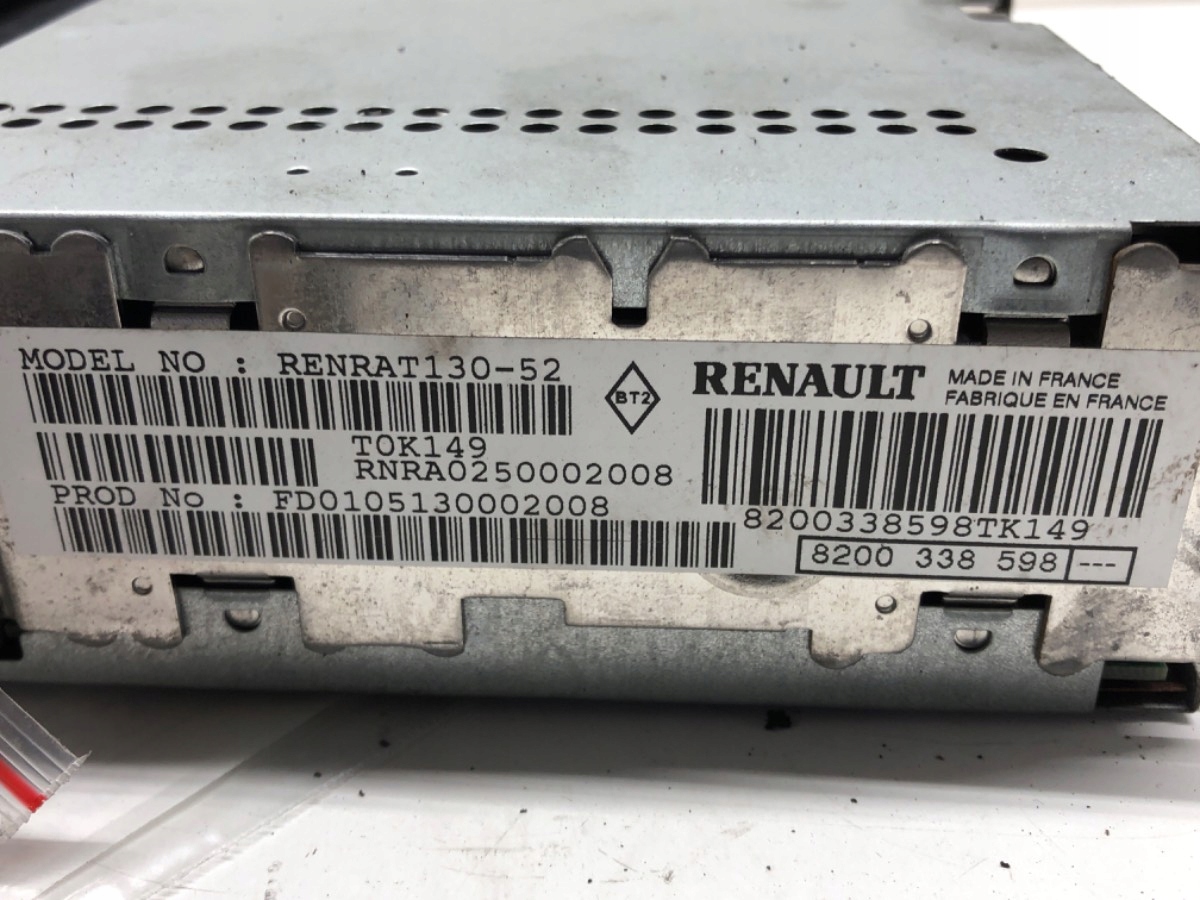 MODEL NO : RENRAT130-52
TOK149
RNRA0250002008
PROD No : FD0105130002008
BT2
RENAULT
MADE IN FRANCE
FABRIQUE EN FRANCE
8200338598TK149
8200 338 598 ---